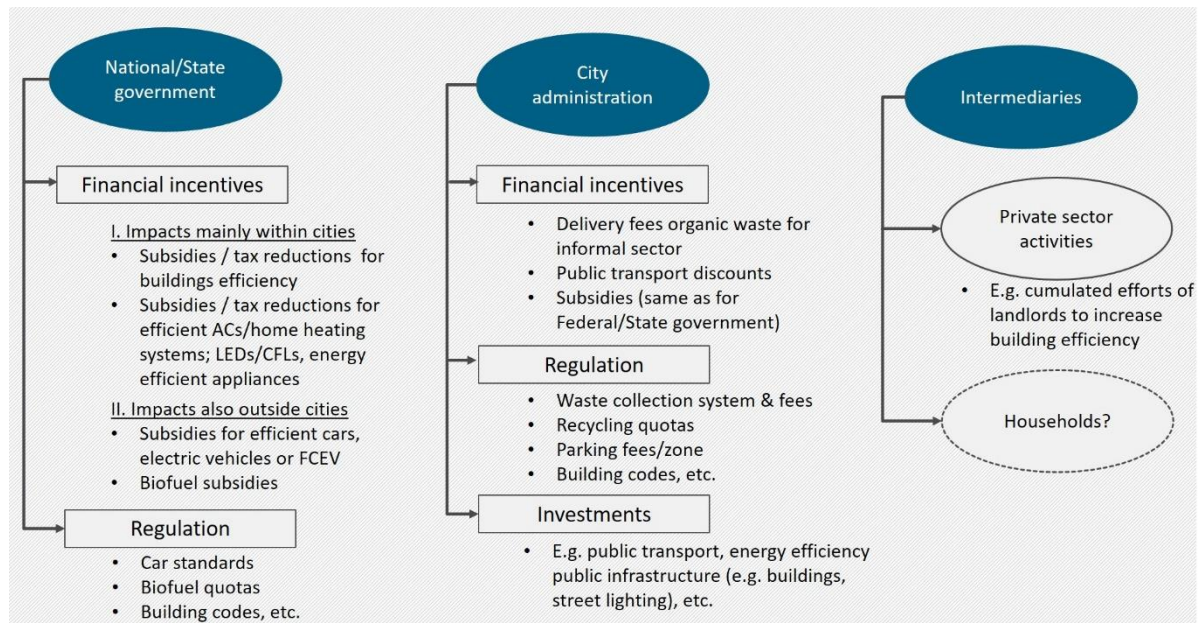 National/State
government
Financial incentives
I. Impacts mainly within cities
• Subsidies / tax reductions for
buildings efficiency
• Subsidies / tax reductions for
efficient ACs/home heating
systems; LEDs/CFLs, energy
efficient appliances
II. Impacts also outside cities
• Subsidies for efficient cars,
electric vehicles or FCEV
• Biofuel subsidies
Regulation
• Car standards
• Biofuel quotas
• Building codes, etc.
City
administration
Financial incentives
• Delivery fees organic waste for
informal sector
• Public transport discounts
• Subsidies (same as for
Federal/State government)
Regulation
• Waste collection system & fees
• Recycling quotas
• Parking fees/zone
• Building codes, etc.
Investments
• E.g. public transport, energy efficiency
public infrastructure (e.g. buildings,
street lighting), etc.
Intermediaries
Private sector
activities
• E.g. cumulated efforts of
landlords to increase
building efficiency
Households?